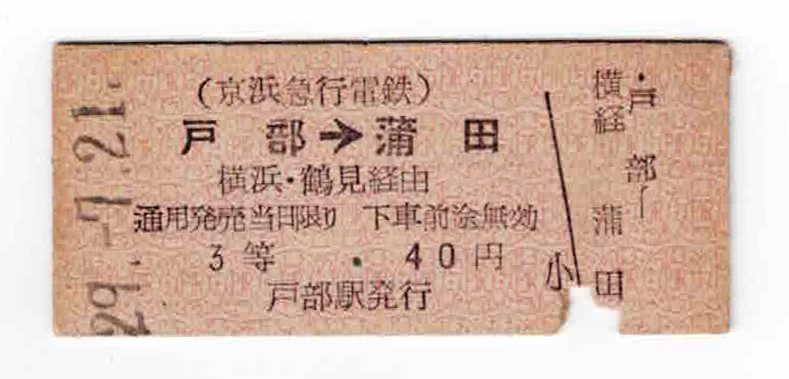 29.-7.21.
(京浜急行電鉄)
戸部➔蒲田
横浜・鶴見経由
通用発売当日限り 下車前途無効
3等 ・ 40円
戸部駅発行
小
・戸部―蒲田
横経